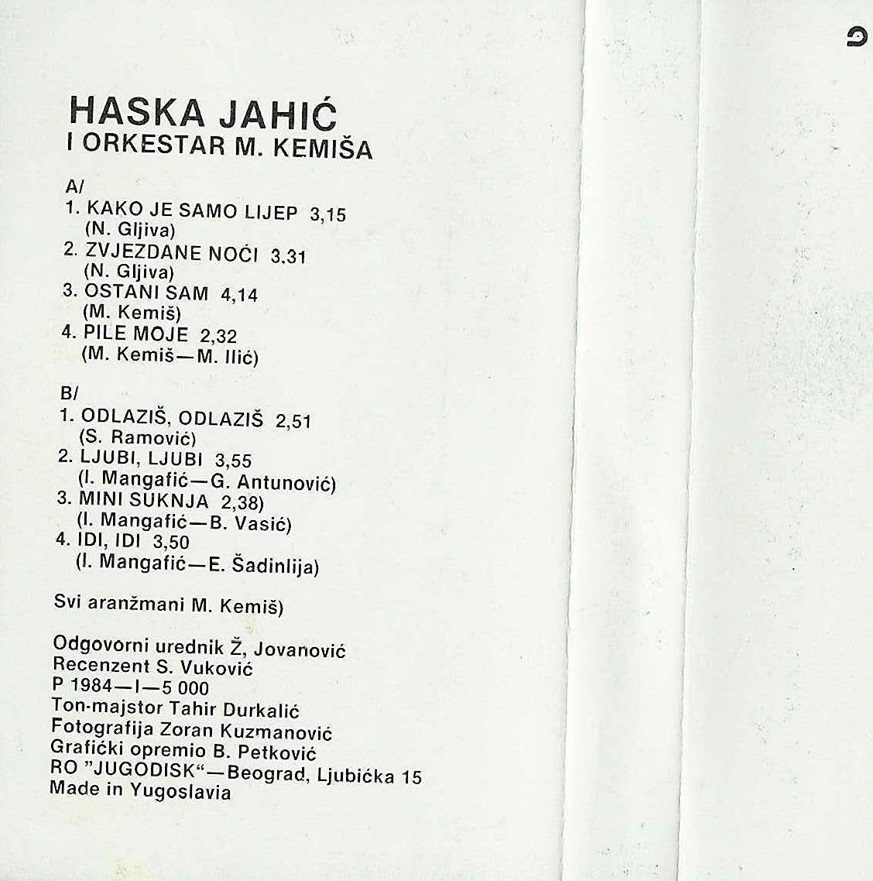 HASKA JAHIĆ
I ORKESTAR M. KEMIŠA
A/
1. KAKO JE SAMO LIJEP 3,15
(N. Gljiva)
2. ZVJEZDANE NOĆI 3.31
(N. Gljiva)
3. OSTANI SAM 4,14
(M. Kemiš)
4. PILE MOJE 2,32
(M. Kemiš—M. Ilić)
B/
1. ODLAZIŠ, ODLAZIŠ 2,51
(S. Ramović)
2. LJUBI, LJUBI 3,55
(I. Mangafić—G. Antunović)
3. MINI SUKNJA 2,38)
(I. Mangafić—B. Vasić)
4. IDI, IDI 3,50
(I. Mangafić—E. Šadinlija)
Svi aranžmani M. Kemiš)
Odgovorni urednik Ž, Jovanović
Recenzent S. Vuković
P 1984—I—5 000
Ton-majstor Tahir Durkalić
Fotografija Zoran Kuzmanović
Grafićki opremio B. Petković
RO "JUGODISK“—Beograd, Ljubićka 15
Made in Yugoslavia